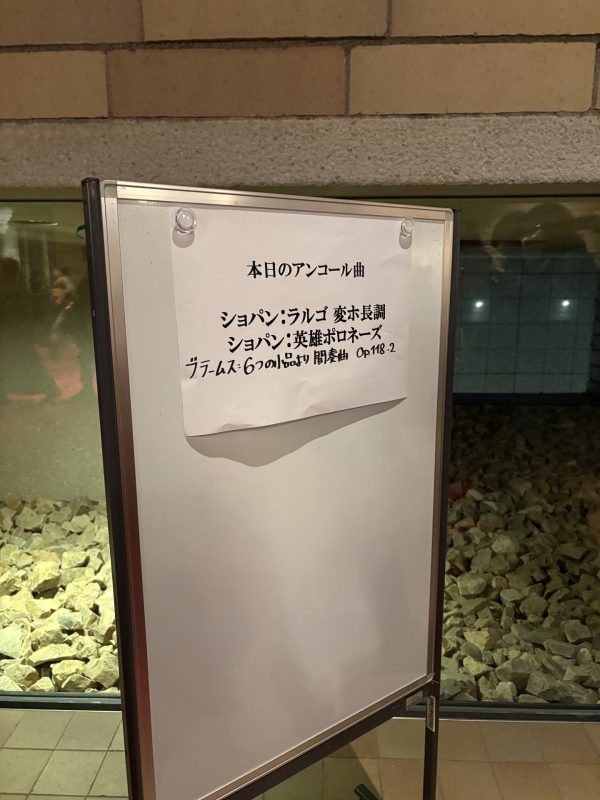 本日のアンコール曲
ショパン：ラルゴ 変ホ長調
ショパン：英雄ポロネーズ
ブラームス：6つの小品より 間奏曲 Op.118-2